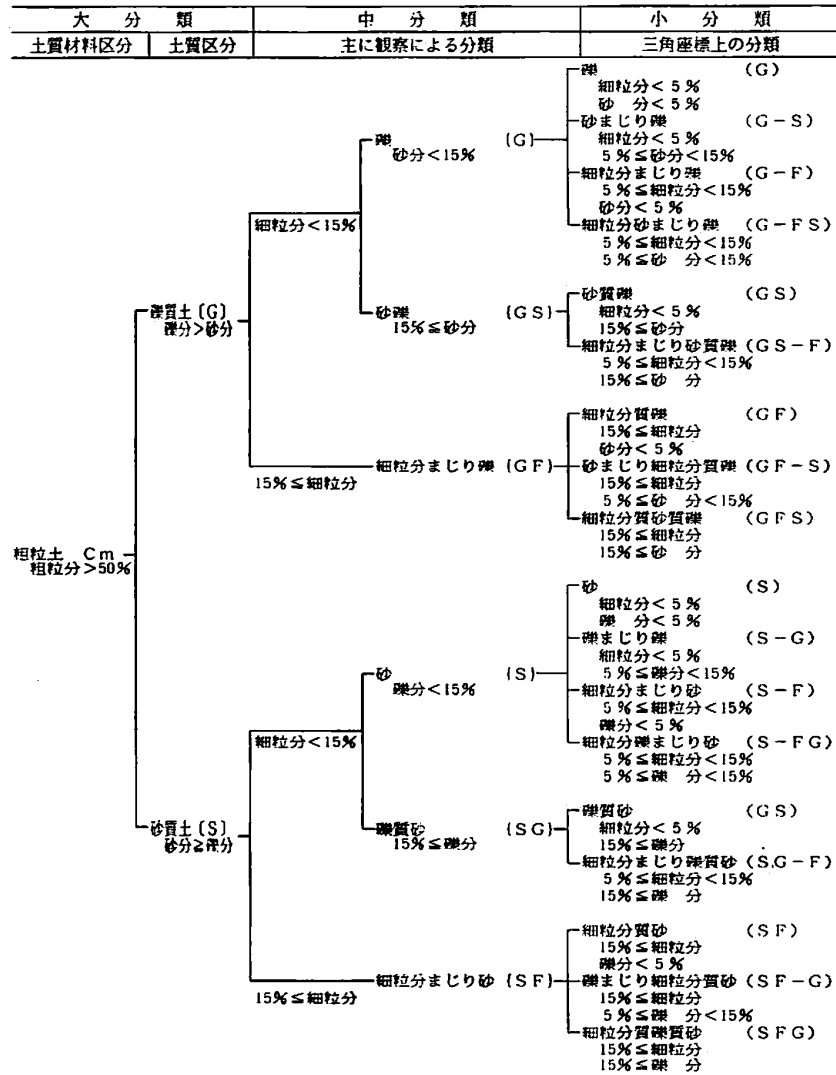 大 分 類 中 分 類 小 分 類
土質材料区分 土質区分 主に観察による分類 三角座標上の分類
粗粒土 Cm
粗粒分>50%
礫質土〔G〕
礫分>砂分
細粒分<15%
礫 {G}
砂分<15%
礫 (G)
細粒分<5%
砂 分<5%
砂まじり礫 (G-S)
細粒分<5%
5%≦砂分<15%
細粒分まじり礫 (G-F)
5%≦細粒分<15%
砂分<5%
細粒分砂まじり礫 (G-FS)
5%≦細粒分<15%
5%≦砂 分<15%
砂礫 {GS}
15%≦砂分
砂質礫 (GS)
細粒分<5%
15%≦砂分
細粒分まじり砂質礫 (GS-F)
5%≦細粒分<15%
15%≦砂 分
15%≦細粒分
細粒分まじり礫 {GF}
細粒分質礫 (GF)
15%≦細粒分
砂分<5%
砂まじり細粒分質礫 (GF-S)
15%≦細粒分
5%≦砂 分<15%
細粒分質砂質礫 (GFS)
15%≦細粒分
15%≦砂 分
砂質土〔S〕
砂分≧礫分
細粒分<15%
砂 {S}
礫分<15%
砂 (S)
細粒分<5%
礫 分<5%
礫まじり礫 (S-G)
細粒分<5%
5%≦礫分<15%
細粒分まじり砂 (S-F)
5%≦細粒分<15%
礫分<5%
細粒分礫まじり砂 (S-FG)
5%≦細粒分<15%
5%≦礫 分<15%
礫質砂 {SG}
15%≦礫分
礫質砂 (GS)
細粒分<5%
15%≦礫分
細粒分まじり礫質砂 (S,G-F)
5%≦細粒分<15%
15%≦礫 分
15%≦細粒分
細粒分まじり砂 {SF}
細粒分質砂 (SF)
15%≦細粒分
礫分<5%
礫まじり細粒分質砂 (SF-G)
15%≦細粒分
5%≦礫 分<15%
細粒分質礫質砂 (SFG)
15%≦細粒分
15%≦礫 分